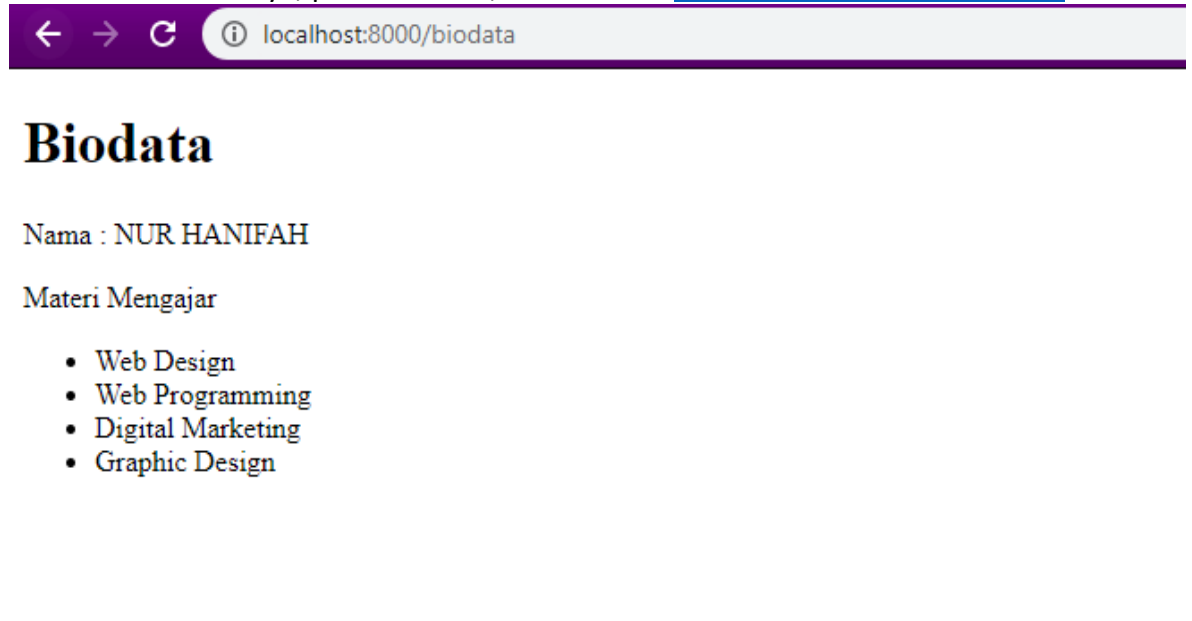 localhost:8000/biodata
Biodata
Nama : NUR HANIFAH
Materi Mengajar
• Web Design
• Web Programming
• Digital Marketing
• Graphic Design